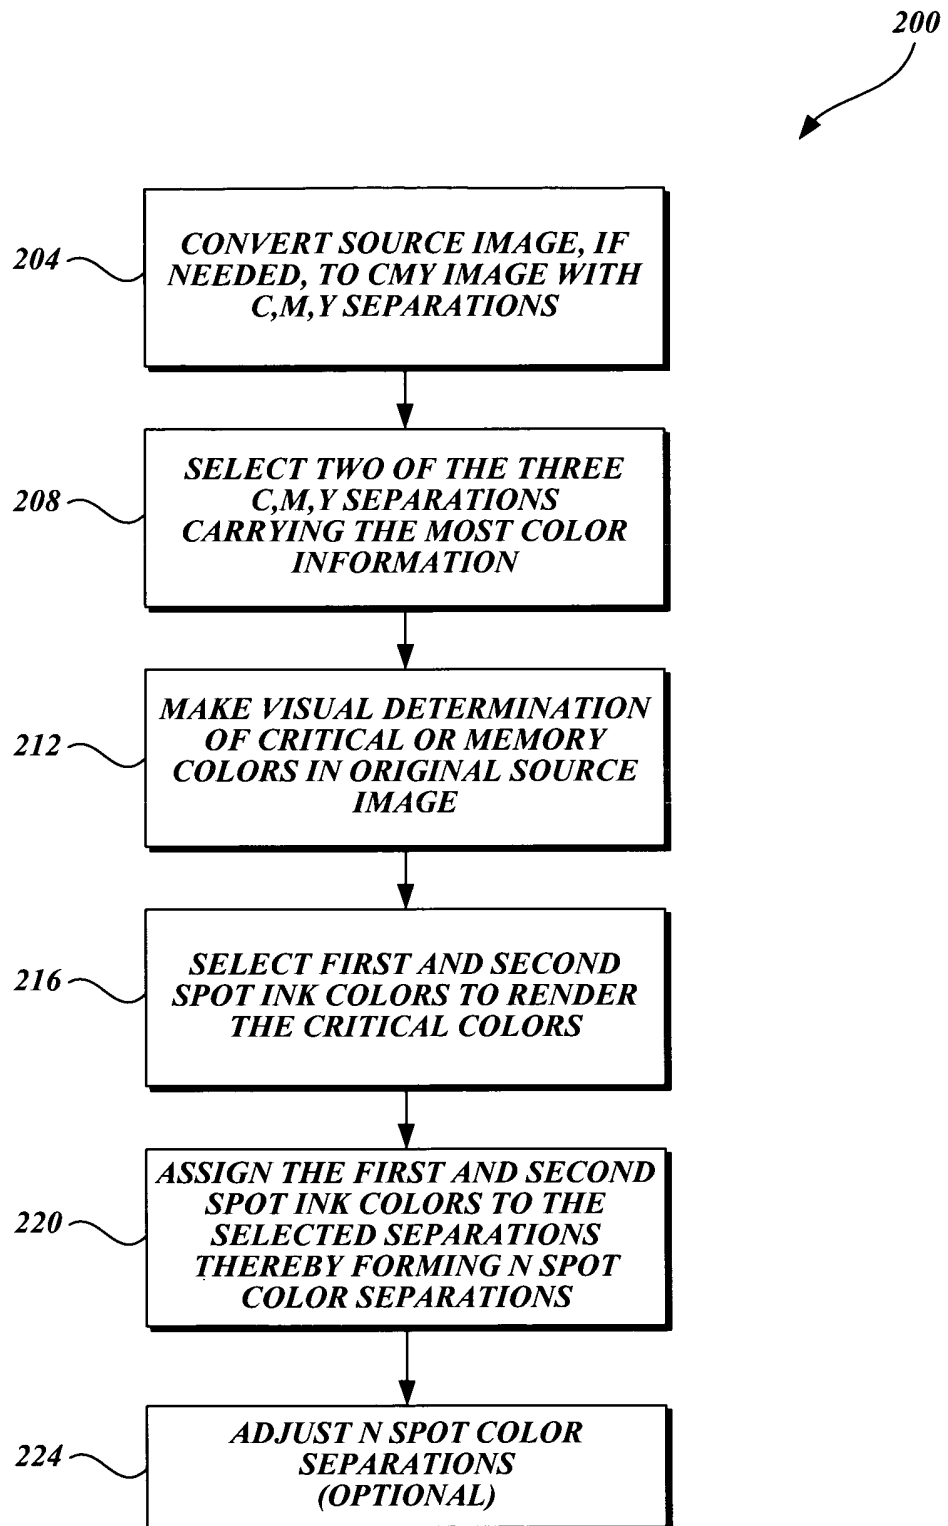 200
204
CONVERT SOURCE IMAGE, IF
NEEDED, TO CMY IMAGE WITH
C,M,Y SEPARATIONS
208
SELECT TWO OF THE THREE
C,M,Y SEPARATIONS
CARRYING THE MOST COLOR
INFORMATION
212
MAKE VISUAL DETERMINATION
OF CRITICAL OR MEMORY
COLORS IN ORIGINAL SOURCE
IMAGE
216
SELECT FIRST AND SECOND
SPOT INK COLORS TO RENDER
THE CRITICAL COLORS
220
ASSIGN THE FIRST AND SECOND
SPOT INK COLORS TO THE
SELECTED SEPARATIONS
THEREBY FORMING N SPOT
COLOR SEPARATIONS
224
ADJUST N SPOT COLOR
SEPARATIONS
(OPTIONAL)